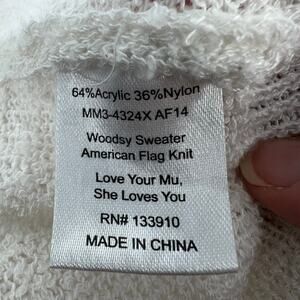 64%Acrylic 36%Nylon
MM3-4324X AF14
Woodsy Sweater
American Flag Knit
Love Your Mu,
She Loves You
RN# 133910
MADE IN CHINA